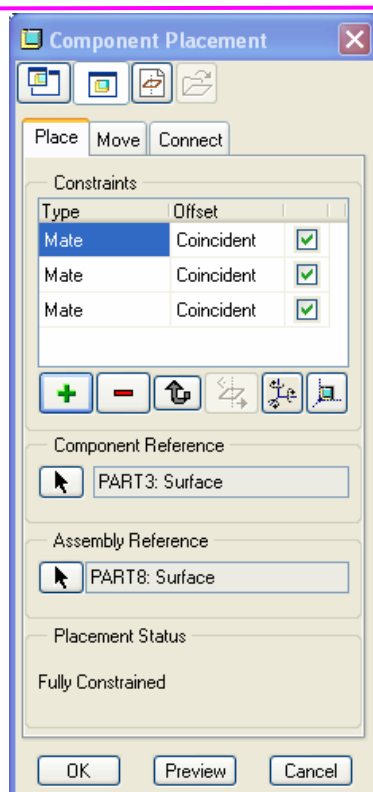 Component Placement
Place Move Connect
Constraints
Type Offset
Mate Coincident
Mate Coincident
Mate Coincident
Component Reference
PART3: Surface
Assembly Reference
PART8: Surface
Placement Status
Fully Constrained
OK Preview Cancel